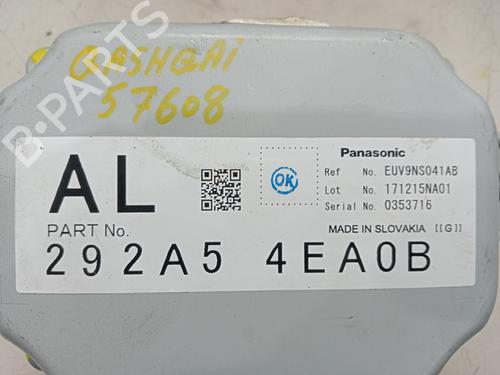 QASHQAI
57608
B-PARTS
AL
PART No.
292A5 4EA0B
OK
Panasonic
Ref No. EUV9NS041AB
Lot No. 171215NA01
Serial No. 0353716
MADE IN SLOVAKIA [[G]]